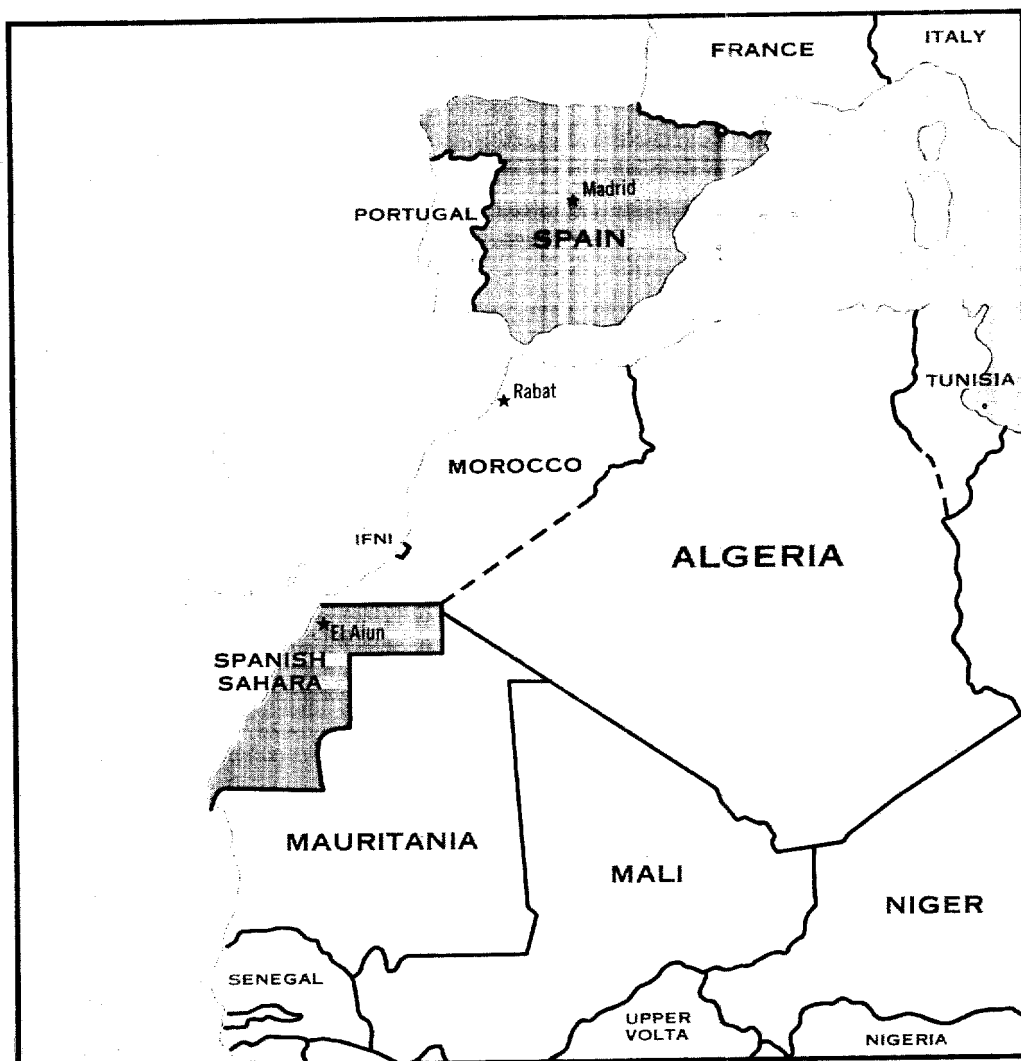 FRANCE
ITALY
Madrid
PORTUGAL
SPAIN
Rabat
TUNISIA
MOROCCO
IFNI
ALGERIA
El Aiun
SPANISH
SAHARA
MAURITANIA
MALI
NIGER
SENEGAL
UPPER
VOLTA
NIGERIA